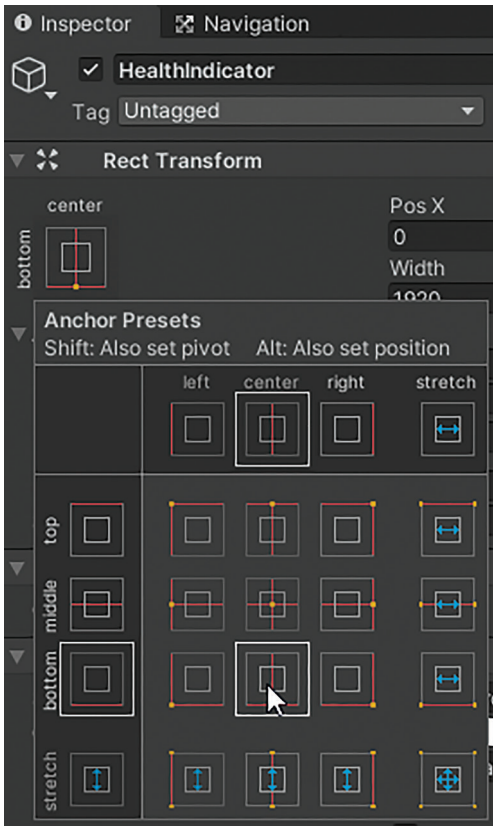 Inspector
Navigation
HealthIndicator
Tag Untagged
Rect Transform
center
bottom
Pos X
0
Width
1920
Anchor Presets
Shift: Also set pivot Alt: Also set position
left center right stretch
top
middle
bottom
stretch